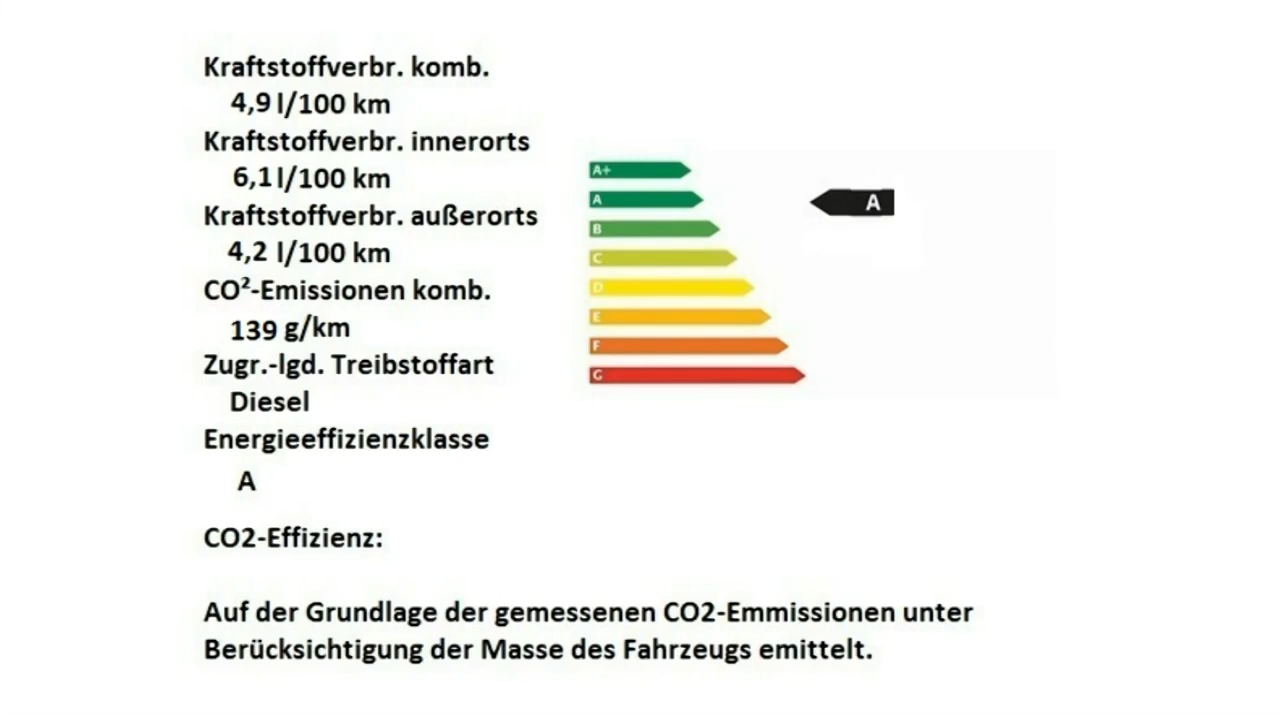 Kraftstoffverbr. komb.
4,9 l/100 km
Kraftstoffverbr. innerorts
6,1 l/100 km
Kraftstoffverbr. außerorts
4,2 l/100 km
CO²-Emissionen komb.
139 g/km
Zugr.-lgd. Treibstoffart
Diesel
Energieeffizienzklasse
A
A+
A
B
C
D
E
F
G
A
CO2-Effizienz:
Auf der Grundlage der gemessenen CO2-Emmissionen unter
Berücksichtigung der Masse des Fahrzeugs emittelt.